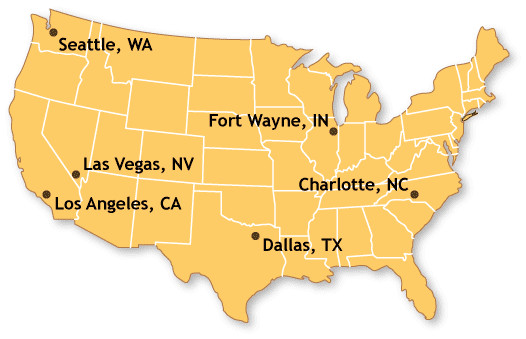 Seattle, WA
Fort Wayne, IN
Las Vegas, NV
Charlotte, NC
Los Angeles, CA
Dallas, TX